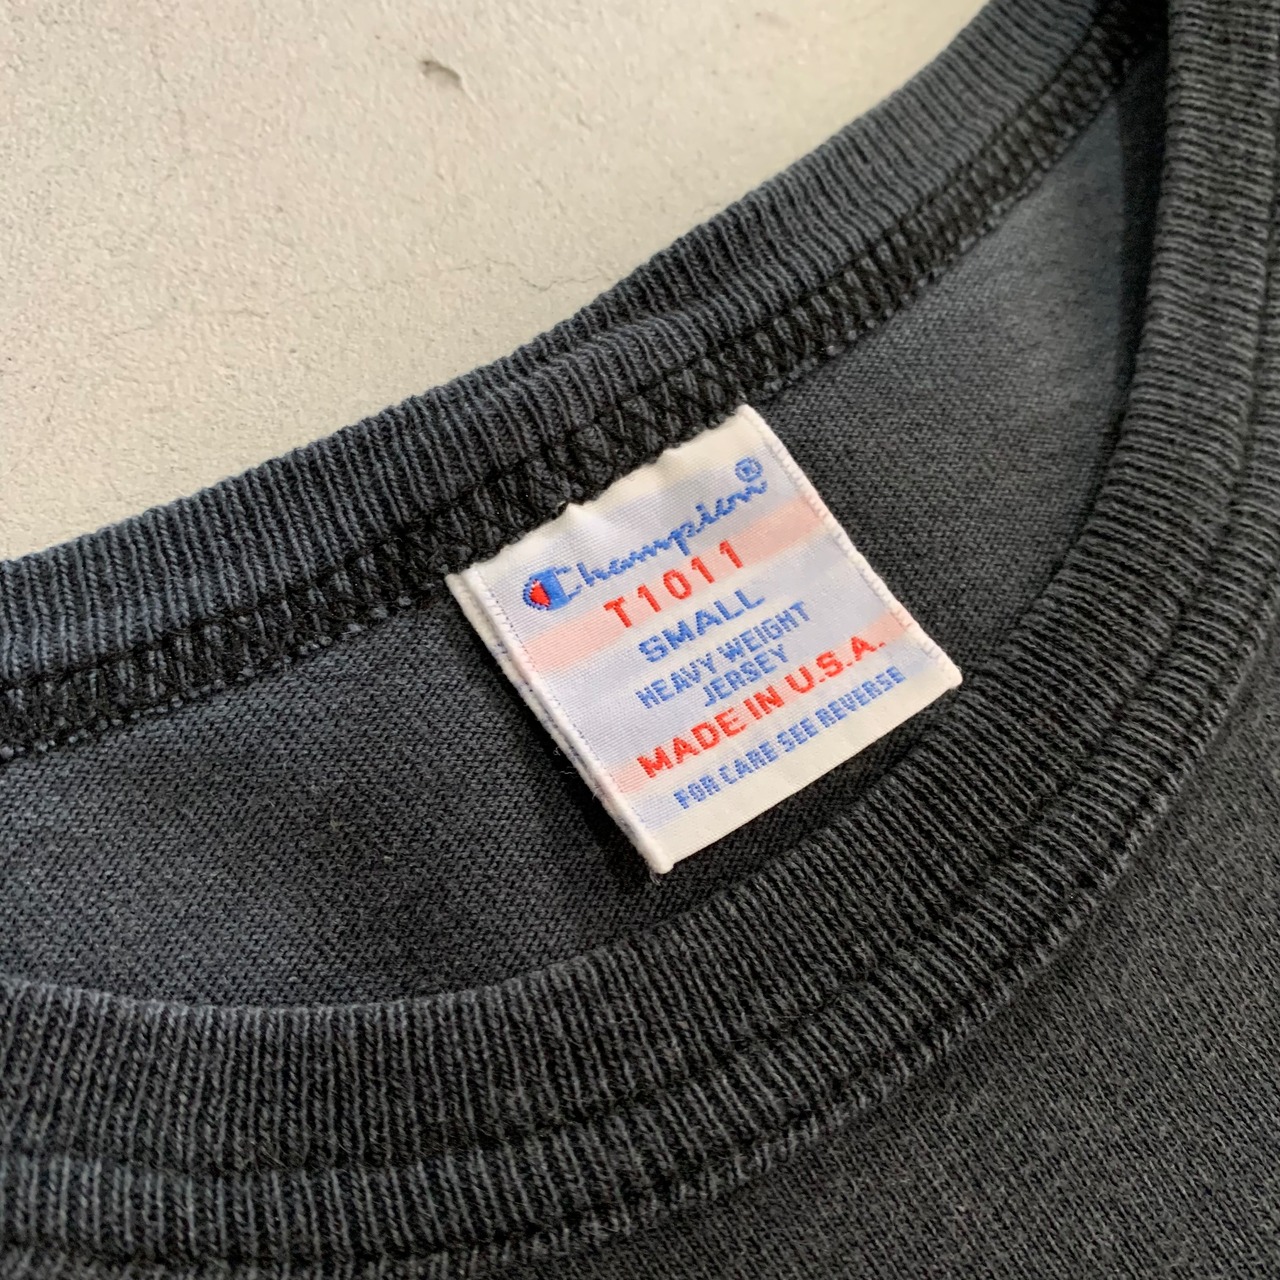 Champion®
T1011
SMALL
HEAVY WEIGHT
JERSEY
MADE IN U.S.A.
FOR CARE SEE REVERSE